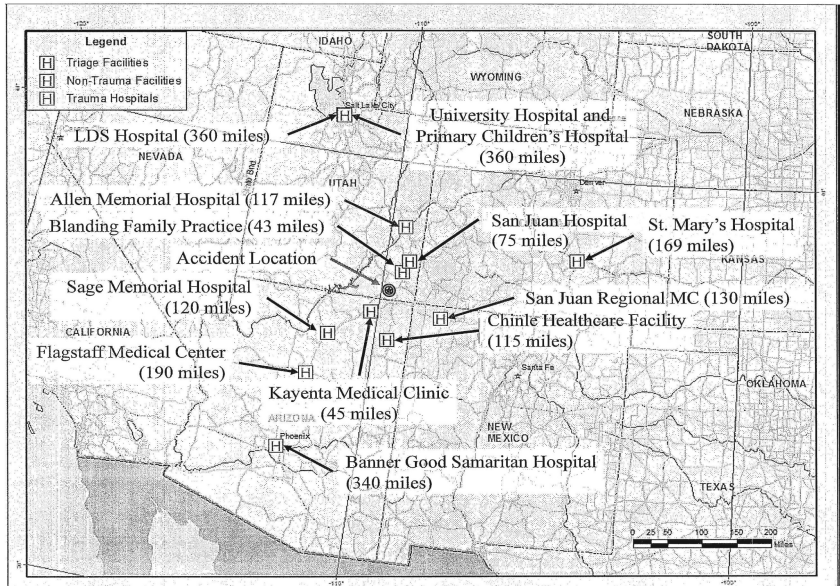 -120°
-110°
-100°
Legend
H Triage Facilities
H Non-Trauma Facilities
H Trauma Hospitals
IDAHO
SOUTH
DAKOTA
WYOMING
NEBRASKA
Salt Lake City
University Hospital and
Primary Children's Hospital
(360 miles)
LDS Hospital (360 miles)
NEVADA
UTAH
Denver
Allen Memorial Hospital (117 miles)
Blanding Family Practice (43 miles)
San Juan Hospital
(75 miles)
St. Mary's Hospital
(169 miles)
KANSAS
Accident Location
Sage Memorial Hospital
(120 miles)
San Juan Regional MC (130 miles)
Chinle Healthcare Facility
(115 miles)
CALIFORNIA
Flagstaff Medical Center
(190 miles)
Santa Fe
OKLAHOMA
Kayenta Medical Clinic
(45 miles)
ARIZONA
NEW
MEXICO
Phoenix
Banner Good Samaritan Hospital
(340 miles)
TEXAS
0 25 50 100 150 200
Miles
-110°
-100°